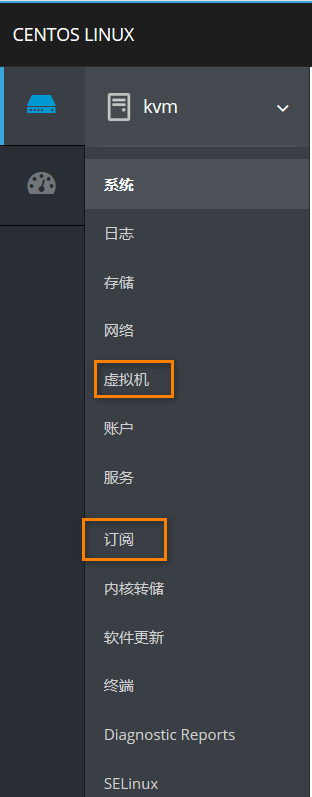 CENTOS LINUX
kvm
系统
日志
存储
网络
虚拟机
账户
服务
订阅
内核转储
软件更新
终端
Diagnostic Reports
SELinux